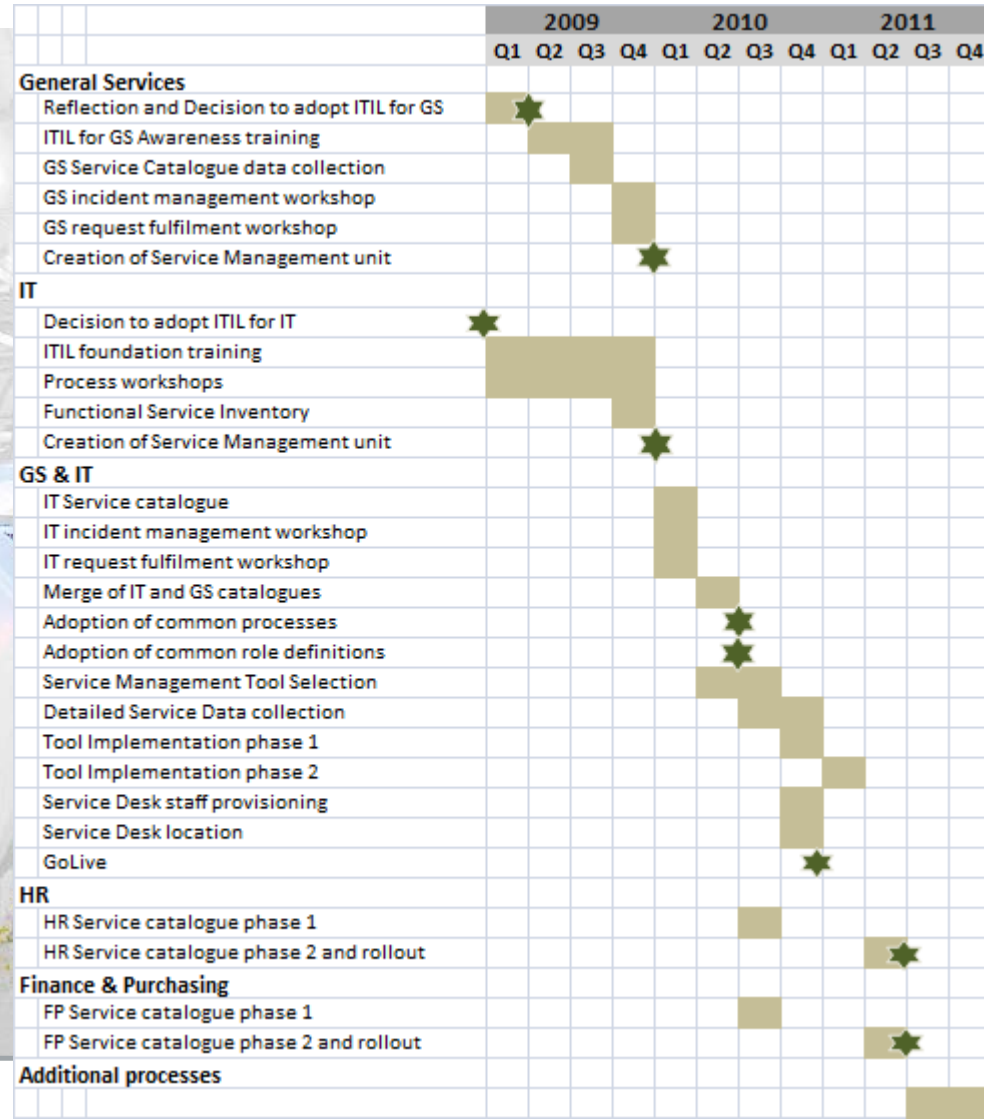 2009 2010 2011
Q1 Q2 Q3 Q4 Q1 Q2 Q3 Q4 Q1 Q2 Q3 Q4
General Services
Reflection and Decision to adopt ITIL for GS
ITIL for GS Awareness training
GS Service Catalogue data collection
GS incident management workshop
GS request fulfilment workshop
Creation of Service Management unit
IT
Decision to adopt ITIL for IT
ITIL foundation training
Process workshops
Functional Service Inventory
Creation of Service Management unit
GS & IT
IT Service catalogue
IT incident management workshop
IT request fulfilment workshop
Merge of IT and GS catalogues
Adoption of common processes
Adoption of common role definitions
Service Management Tool Selection
Detailed Service Data collection
Tool Implementation phase 1
Tool Implementation phase 2
Service Desk staff provisioning
Service Desk location
GoLive
HR
HR Service catalogue phase 1
HR Service catalogue phase 2 and rollout
Finance & Purchasing
FP Service catalogue phase 1
FP Service catalogue phase 2 and rollout
Additional processes